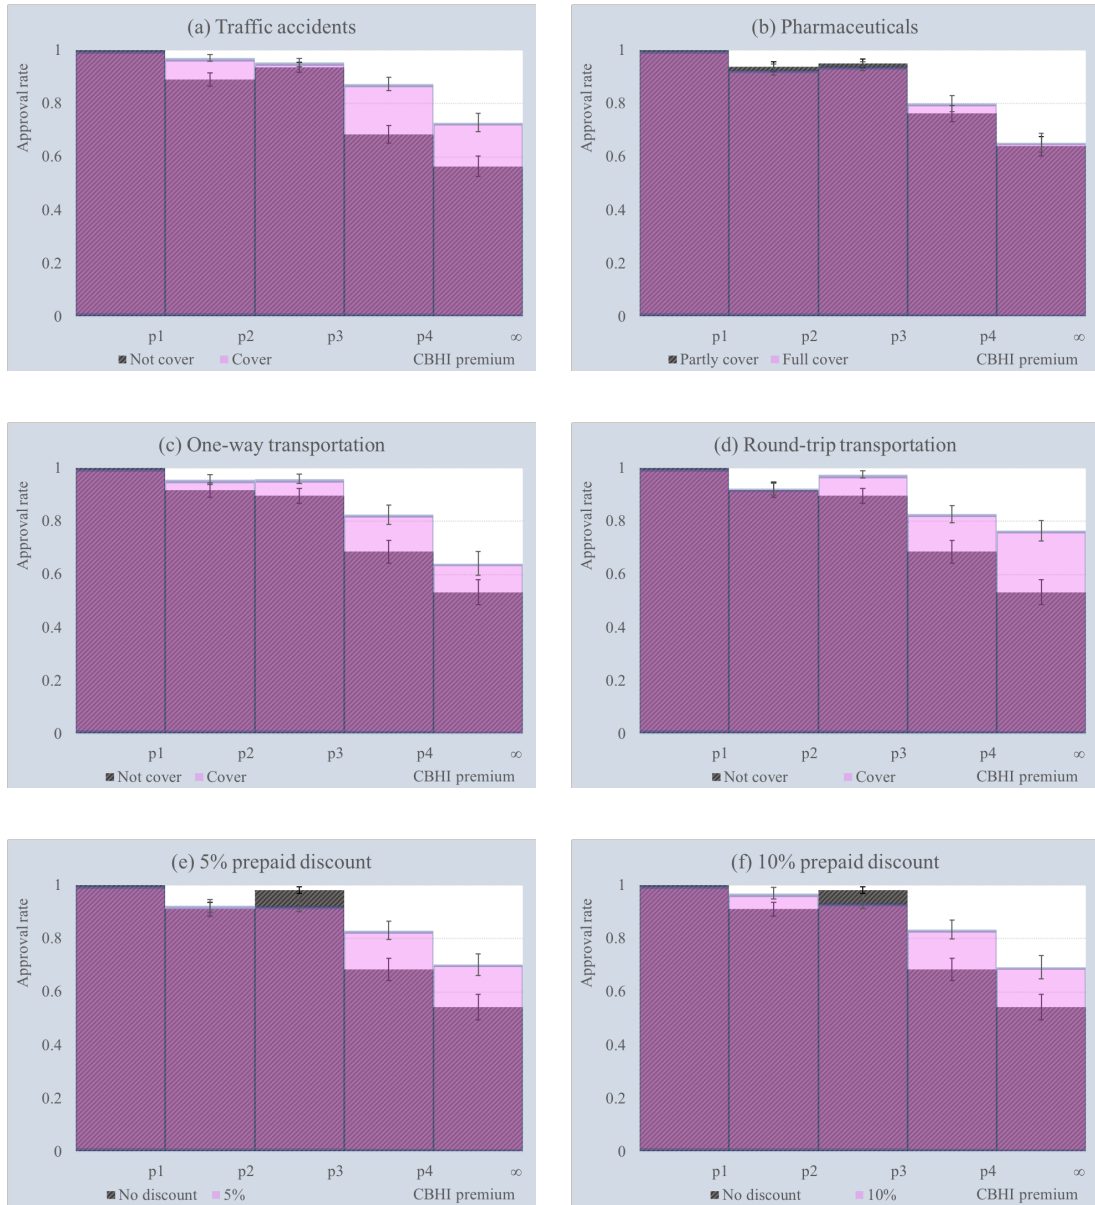 (a) Traffic accidents
Approval rate
1
0.8
0.6
0.4
0.2
0
p1 p2 p3 p4 ∞
Not cover Cover CBHI premium
(b) Pharmaceuticals
Approval rate
1
0.8
0.6
0.4
0.2
0
p1 p2 p3 p4 ∞
Partly cover Full cover CBHI premium
(c) One-way transportation
Approval rate
1
0.8
0.6
0.4
0.2
0
p1 p2 p3 p4 ∞
Not cover Cover CBHI premium
(d) Round-trip transportation
Approval rate
1
0.8
0.6
0.4
0.2
0
p1 p2 p3 p4 ∞
Not cover Cover CBHI premium
(e) 5% prepaid discount
Approval rate
1
0.8
0.6
0.4
0.2
0
p1 p2 p3 p4 ∞
No discount 5% CBHI premium
(f) 10% prepaid discount
Approval rate
1
0.8
0.6
0.4
0.2
0
p1 p2 p3 p4 ∞
No discount 10% CBHI premium